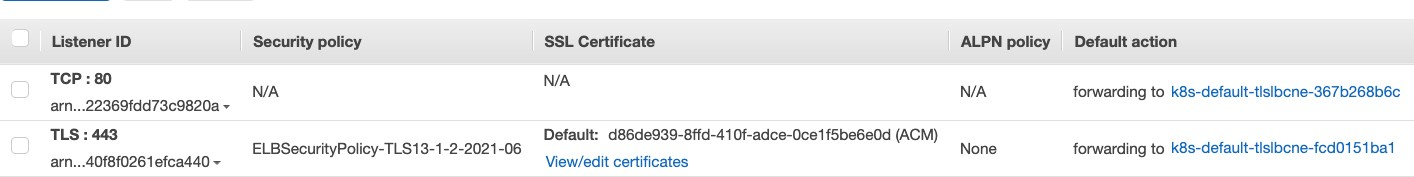 Listener ID Security policy SSL Certificate ALPN policy Default action
TCP : 80
arn...22369fdd73c9820a
N/A
N/A
N/A
forwarding to k8s-default-tlslbcne-367b268b6c
TLS : 443
arn...40f8f0261efca440
ELBSecurityPolicy-TLS13-1-2-2021-06
Default: d86de939-8ffd-410f-adce-0ce1f5be6e0d (ACM)
View/edit certificates
None
forwarding to k8s-default-tlslbcne-fcd0151ba1